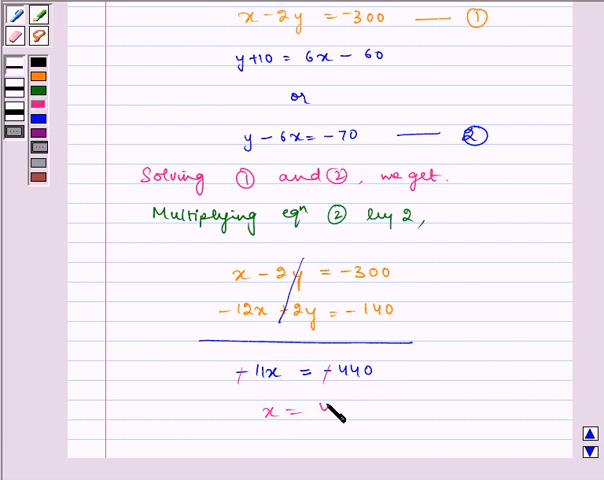 x - 2y = -300 —— ①
y+10 = 6x - 60
or
y - 6x = -70 —— ②
Solving ① and ②, we get.
Multiplying eqⁿ ② by 2,
x - 2y = -300
-12x + 2y = -140
-11x = -440
x = 4